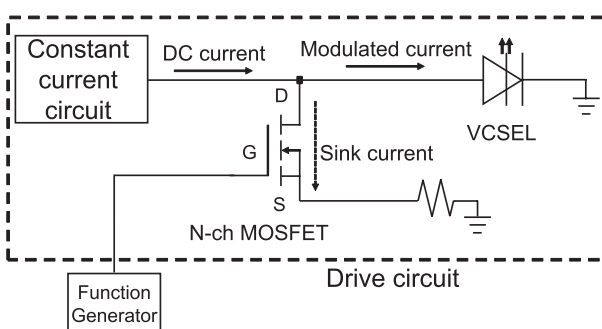 Constant
current
circuit
DC current
Modulated current
D
G
Sink current
VCSEL
S
N-ch MOSFET
Drive circuit
Function
Generator